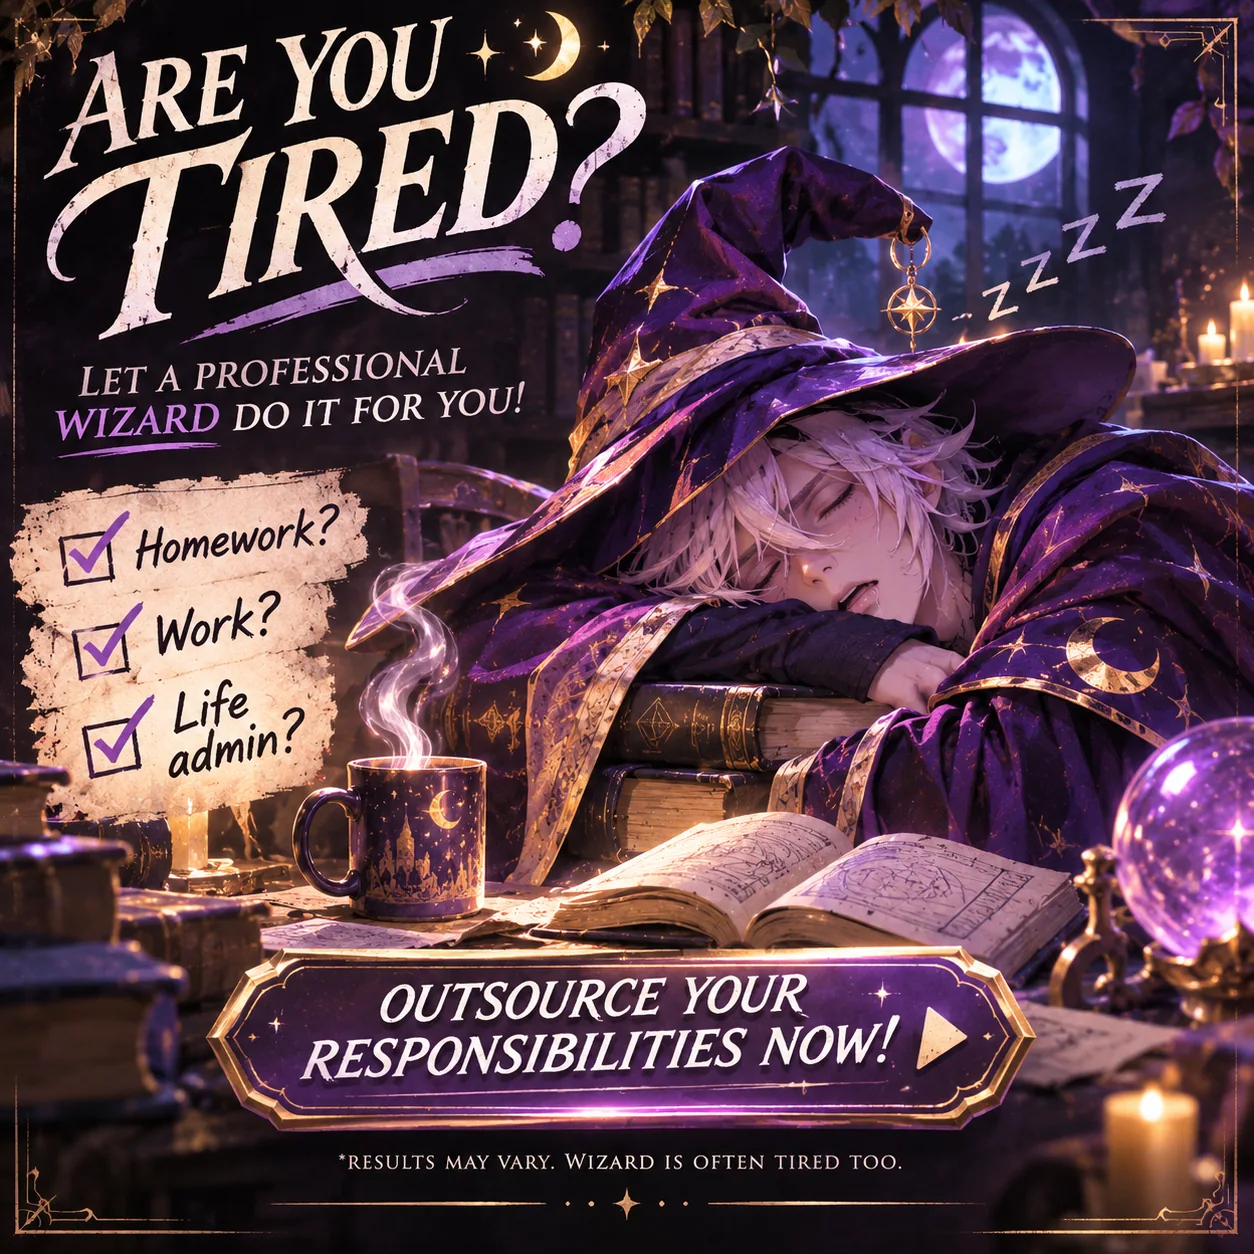 ARE YOU
TIRED?
LET A PROFESSIONAL
WIZARD DO IT FOR YOU!
Homework?
Work?
Life
admin?
z z z z Z
OUTSOURCE YOUR
RESPONSIBILITIES NOW!
*RESULTS MAY VARY. WIZARD IS OFTEN TIRED TOO.